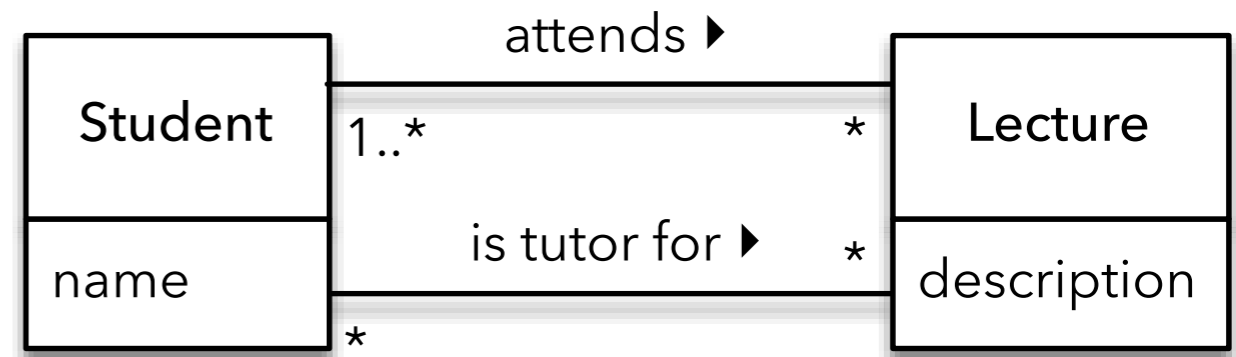 attends ▶
Student
1..*
*
Lecture
is tutor for ▶
*
name
description
*